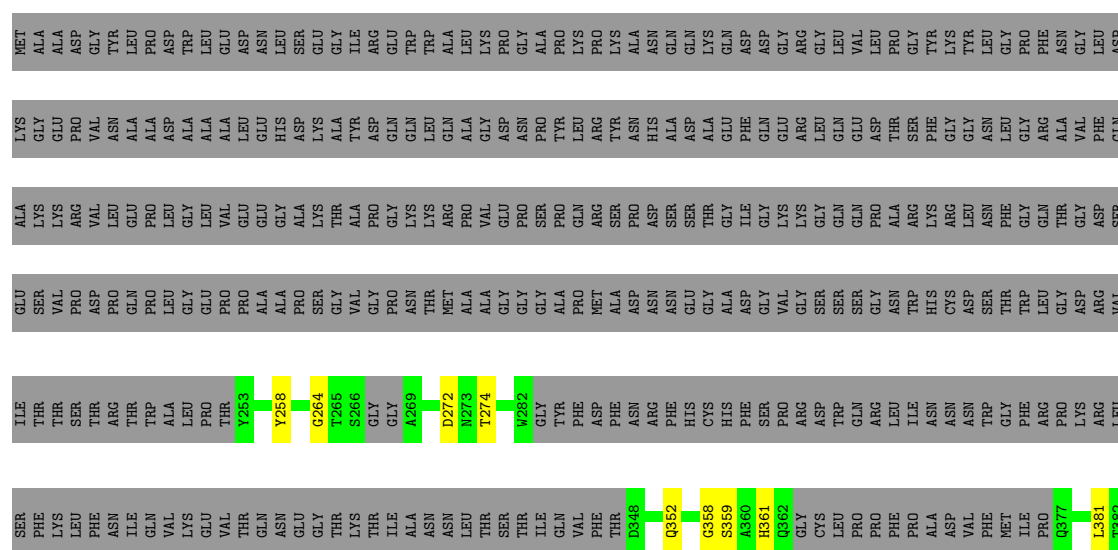 MET ALA ALA ASP GLY TYR LEU PRO ASP TRP LEU GLU ASP ASN LEU SER GLU GLY ILE ARG GLU TRP TRP ALA LEU LYS PRO GLY ALA PRO LYS PRO LYS ALA ASN GLN GLN LYS GLN ASP ASP GLY ARG GLY LEU VAL LEU PRO GLY TYR LYS TYR LEU GLY PRO PHE ASN GLY LEU ASP
LYS GLY GLU PRO VAL ASN ALA ALA ASP ALA ALA ALA LEU GLU HIS ASP LYS ALA TYR ASP GLN GLN LEU GLN ALA GLY ASP ASN PRO TYR LEU ARG TYR ASN HIS ALA ASP ALA GLU PHE GLN GLU ARG LEU GLN GLU ASP THR SER PHE GLY GLY ASN LEU GLY ARG ALA VAL PHE GLN
ALA LYS LYS ARG VAL LEU GLU PRO LEU GLY LEU VAL GLU GLU GLY ALA LYS THR ALA PRO GLY LYS LYS ARG PRO VAL GLU PRO SER PRO GLN ARG SER PRO ASP SER SER THR GLY ILE GLY LYS LYS GLY GLN GLN PRO ALA ARG LYS ARG LEU ASN PHE GLY GLN THR GLY ASP SER
GLU SER VAL PRO ASP PRO GLN PRO LEU GLY GLU PRO PRO ALA ALA PRO SER GLY VAL GLY PRO ASN THR MET ALA ALA GLY GLY GLY ALA PRO MET ALA ASP ASN ASN GLU GLY ALA ASP GLY VAL GLY SER SER SER GLY ASN TRP HIS CYS ASP SER THR TRP LEU GLY ASP ARG VAL
ILE THR THR SER THR ARG THR TRP ALA LEU PRO THR Y253 Y258 G264 T265 S266 GLY GLY A269 D272 N273 T274 W282 GLY TYR PHE ASP PHE ASN ARG PHE HIS CYS HIS PHE SER PRO ARG ASP TRP GLN ARG LEU ILE ASN ASN ASN TRP GLY PHE ARG PRO LYS ARG LEU
SER PHE LYS LEU PHE ASN ILE GLN VAL LYS GLU VAL THR GLN ASN GLU GLY THR LYS THR ILE ALA ASN ASN LEU THR SER THR ILE GLN VAL PHE THR D348 Q352 G358 S359 A360 H361 Q362 GLY CYS LEU PRO PRO PHE PRO ALA ASP VAL PHE MET ILE PRO Q377 L381